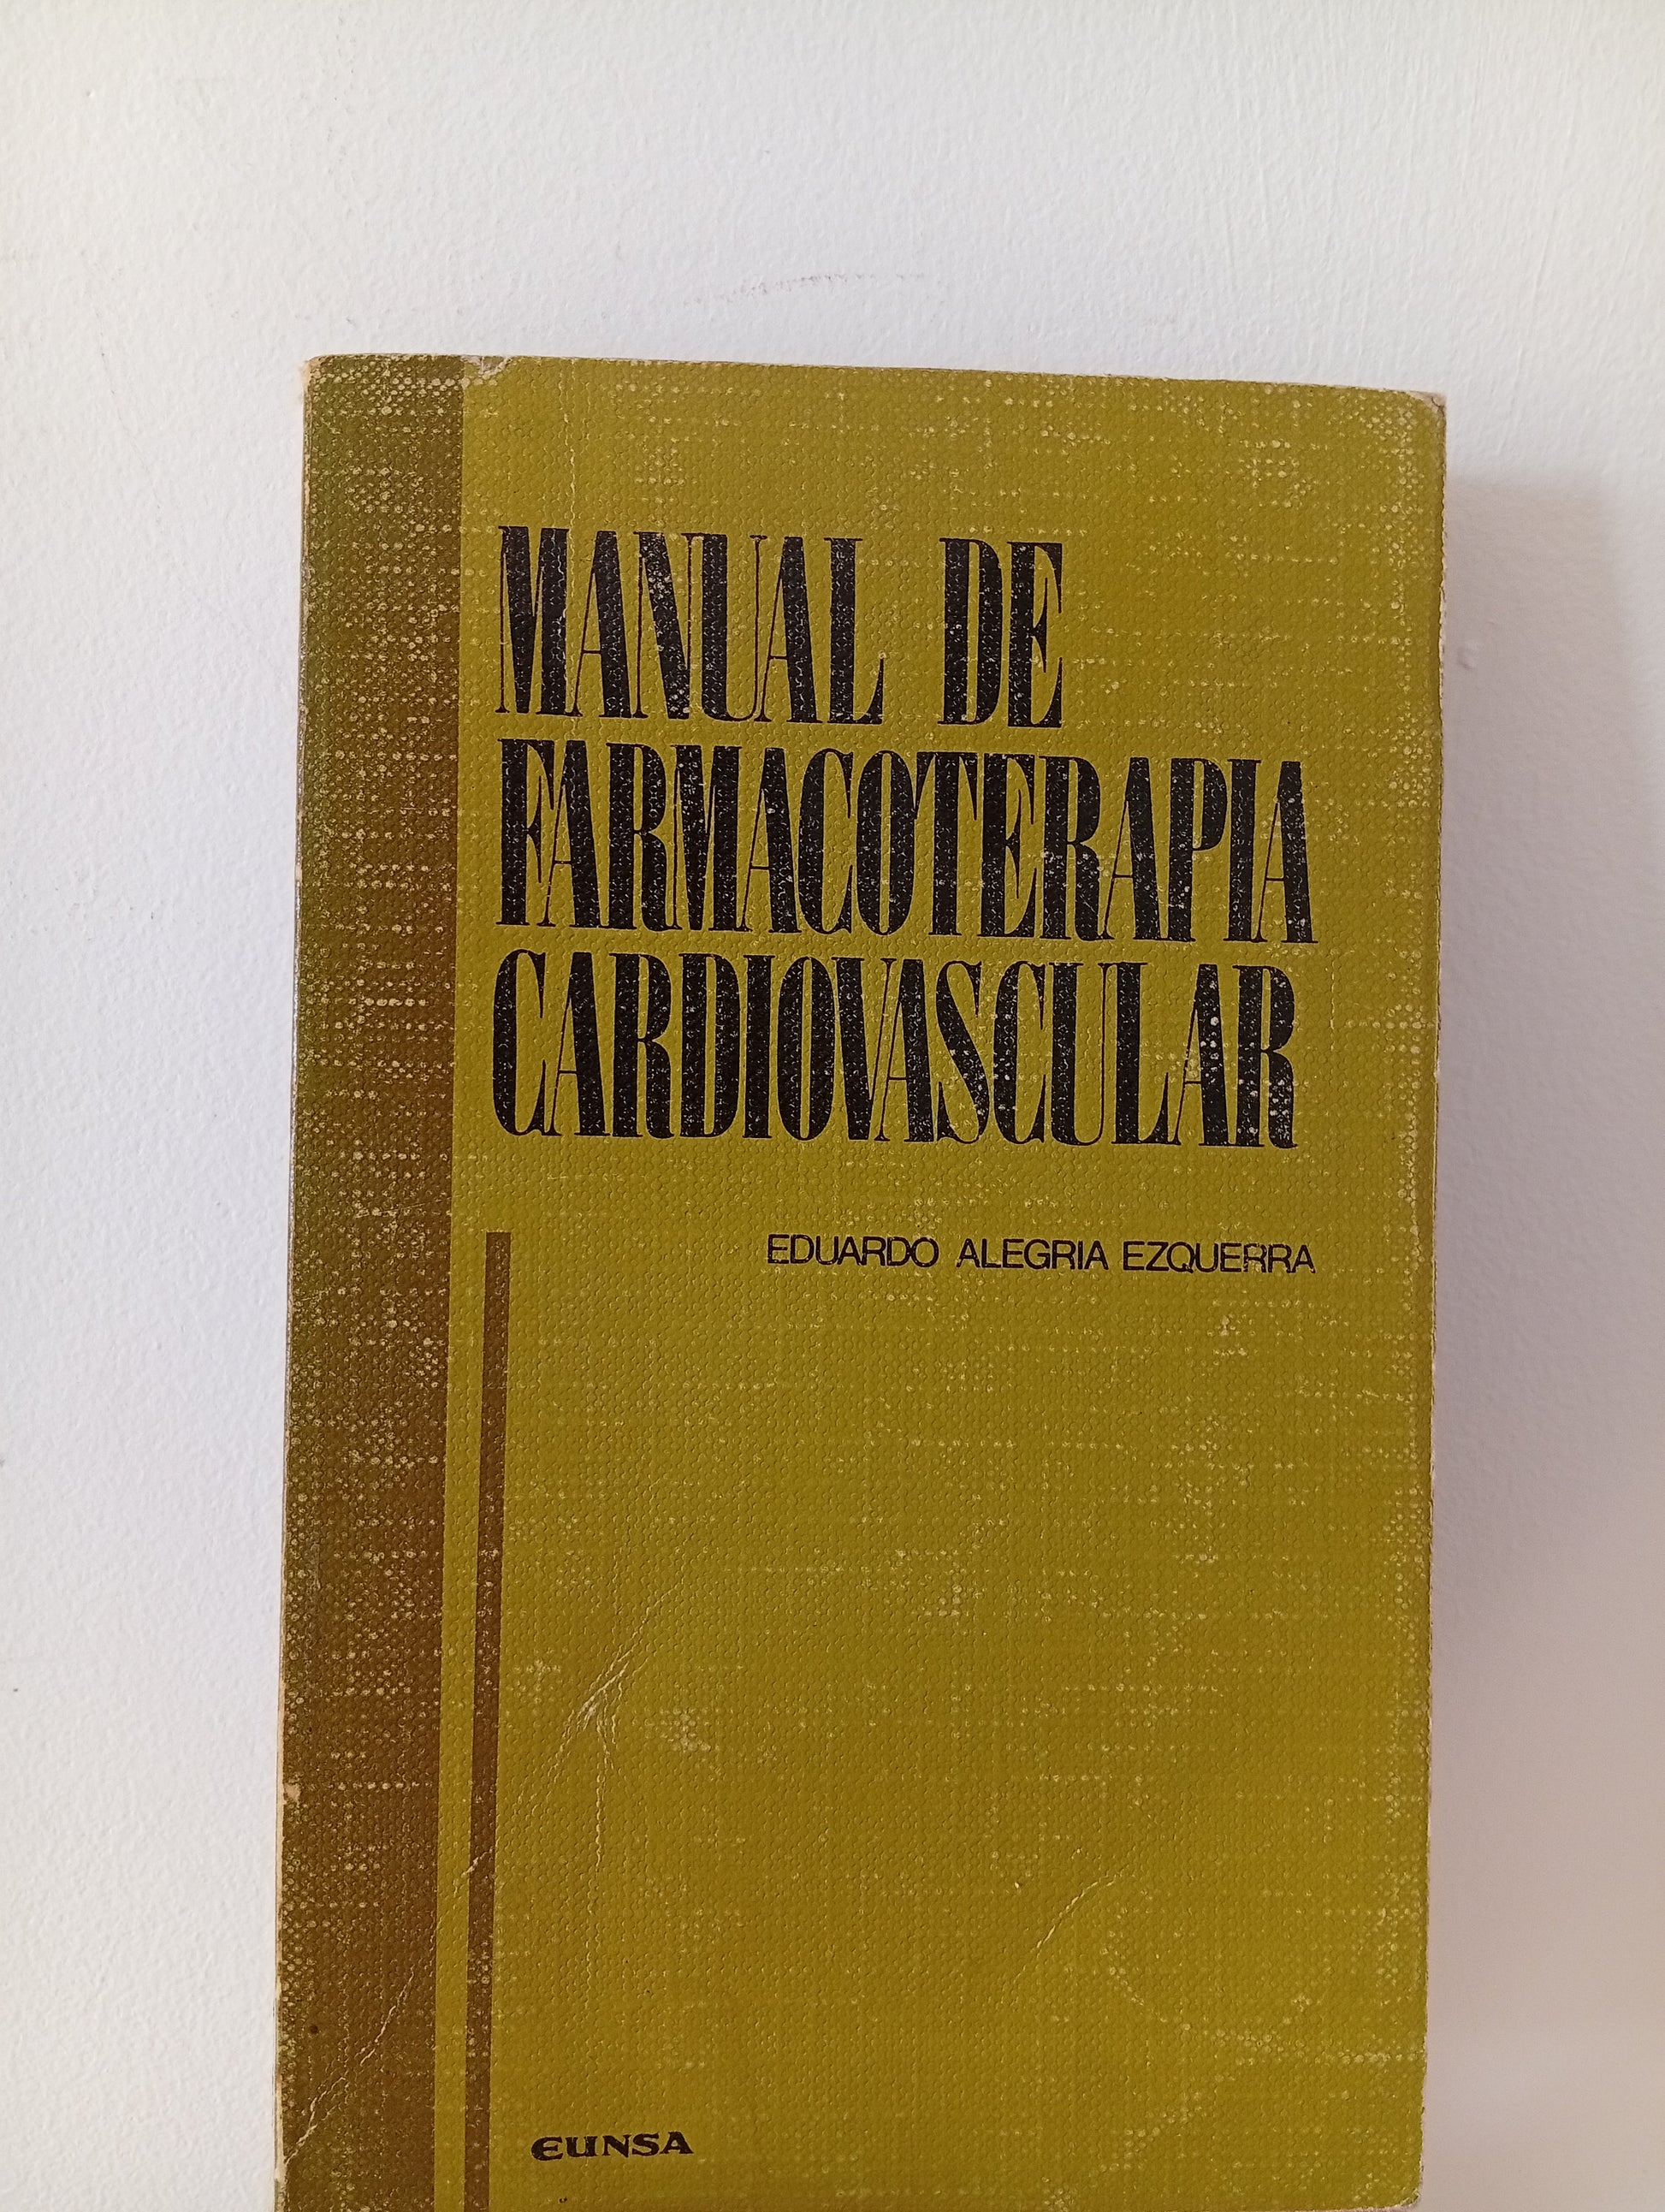 MANUAL DE
FARMACOTERAPIA
CARDIOVASCULAR
EDUARDO ALEGRIA EZQUERRA
EUNSA